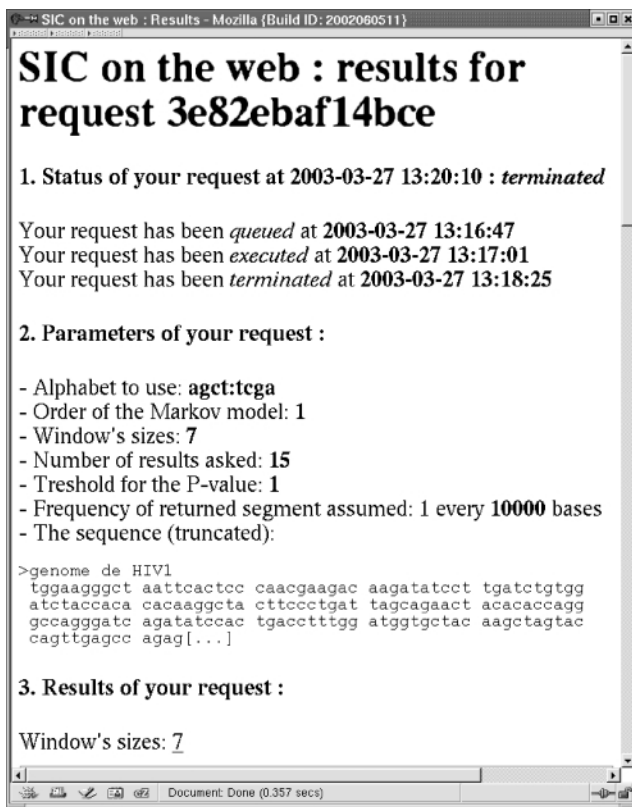 SIC on the web : Results - Mozilla {Build ID: 2002060511}
SIC on the web : results for
request 3e82ebaf14bce
1. Status of your request at 2003-03-27 13:20:10 : terminated
Your request has been queued at 2003-03-27 13:16:47
Your request has been executed at 2003-03-27 13:17:01
Your request has been terminated at 2003-03-27 13:18:25
2. Parameters of your request :
- Alphabet to use: agct:tcga
- Order of the Markov model: 1
- Window's sizes: 7
- Number of results asked: 15
- Treshold for the P-value: 1
- Frequency of returned segment assumed: 1 every 10000 bases
- The sequence (truncated):
>genome de HIV1
tggaagggct aattcactcc caacgaagac aagatatcct tgatctgtgg
atctaccaca cacaaggcta cttccctgat tagcagaact acacaccagg
gccagggatc agatatccac tgacctttgg atggtgctac aagctagtac
cagttgagcc agag[...]
3. Results of your request :
Window's sizes: 7
Document: Done (0.357 secs)